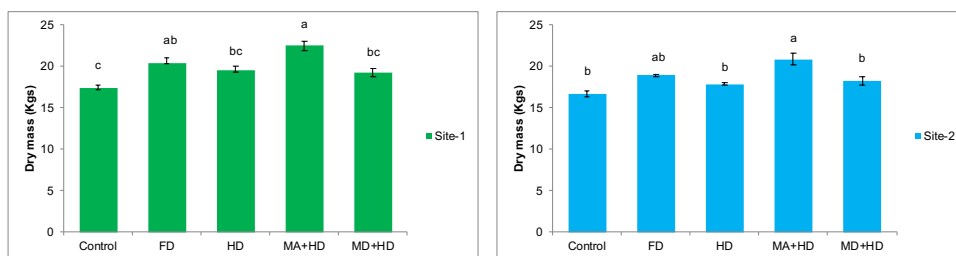 25
20
15
10
5
0
Dry mass (Kgs)
c
ab
bc
a
bc
Control FD HD MA+HD MD+HD
Site-1
25
20
15
10
5
0
Dry mass (Kgs)
b
ab
b
a
b
Control FD HD MA+HD MD+HD
Site-2